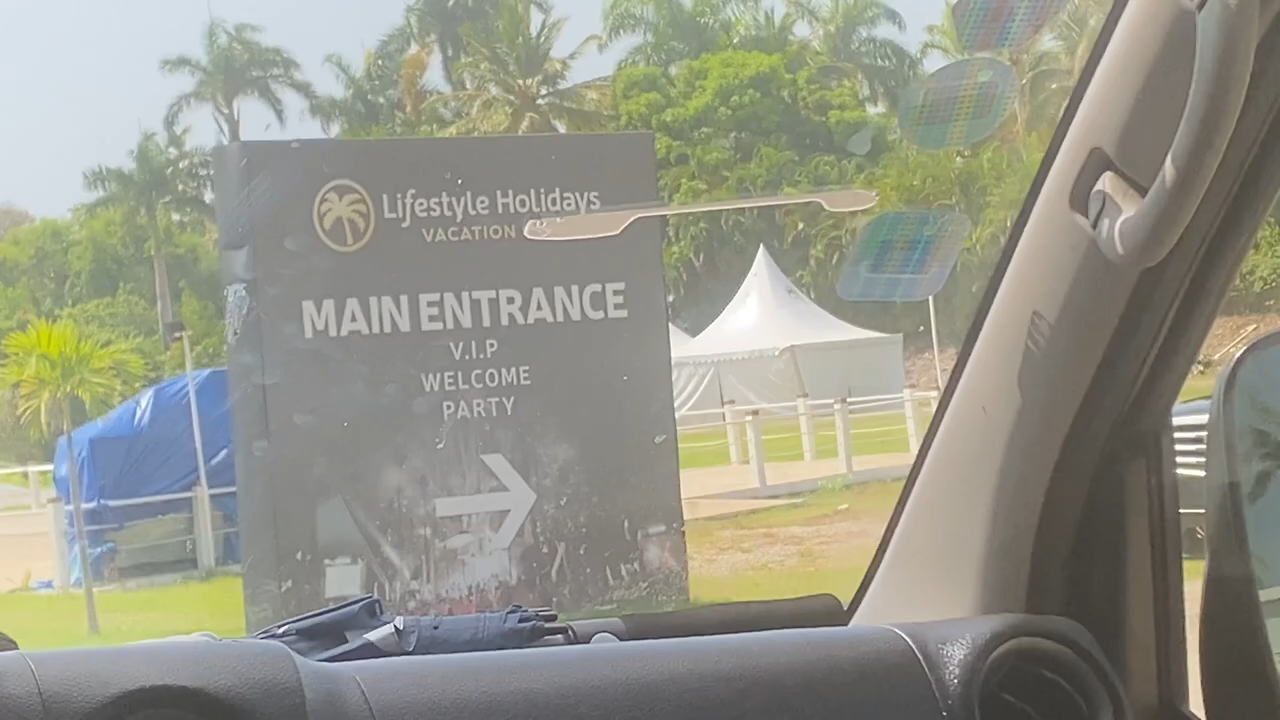 Lifestyle Holidays
VACATION
MAIN ENTRANCE
V.I.P
WELCOME
PARTY